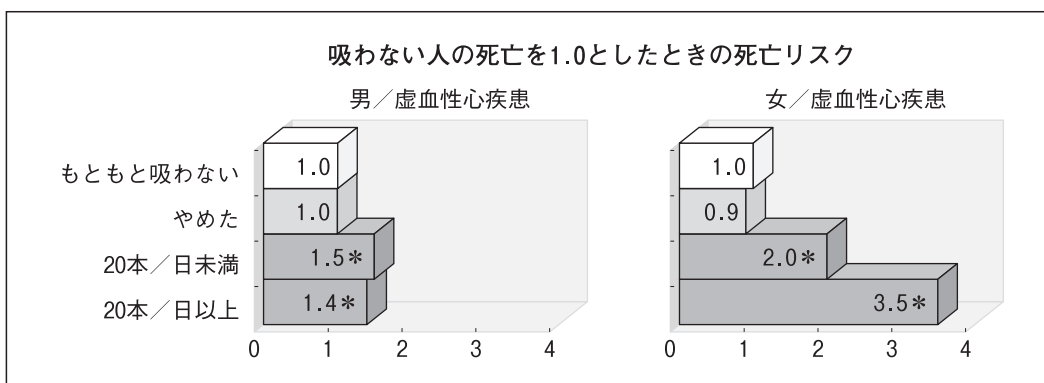 吸わない人の死亡を1.0としたときの死亡リスク
男／虚血性心疾患
もともと吸わない
やめた
20本／日未満
20本／日以上
1.0
1.0
1.5＊
1.4＊
0 1 2 3 4
女／虚血性心疾患
1.0
0.9
2.0＊
3.5＊
0 1 2 3 4